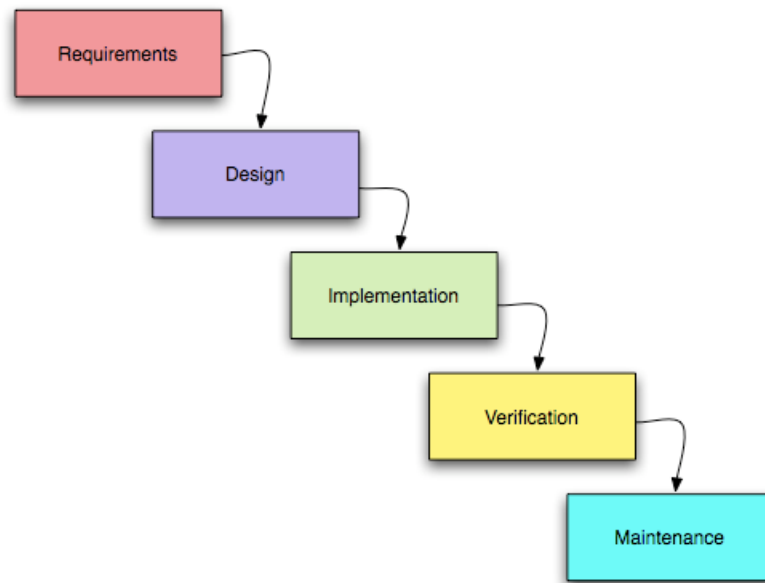 Requirements
Design
Implementation
Verification
Maintenance